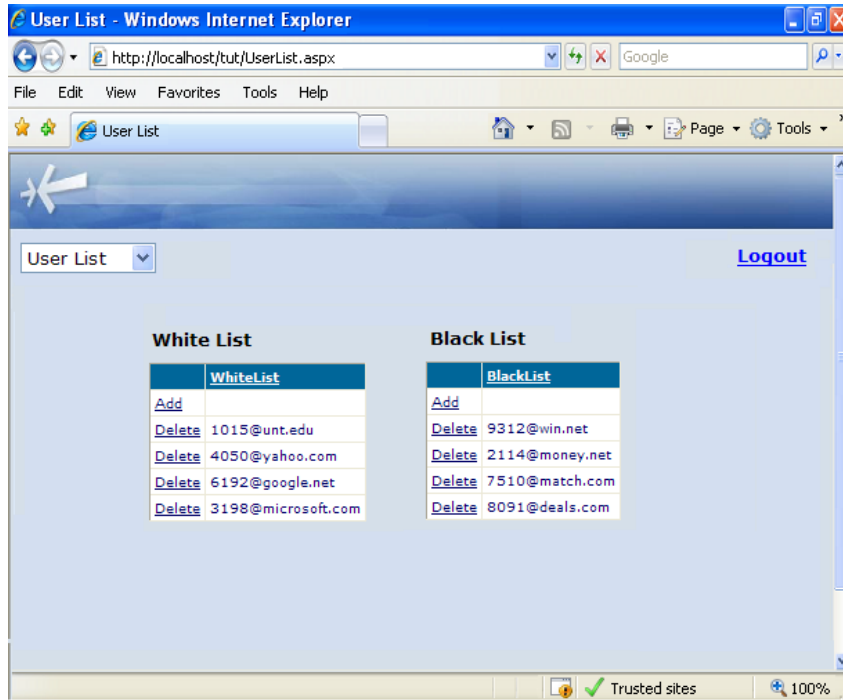 User List - Windows Internet Explorer
http://localhost/tut/UserList.aspx
Google
File Edit View Favorites Tools Help
User List
Page
Tools
User List
Logout
White List
WhiteList
Add
Delete 1015@unt.edu
Delete 4050@yahoo.com
Delete 6192@google.net
Delete 3198@microsoft.com
Black List
BlackList
Add
Delete 9312@win.net
Delete 2114@money.net
Delete 7510@match.com
Delete 8091@deals.com
Trusted sites
100%